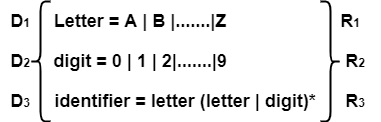 D1 Letter = A | B |.......|Z R1
D2 digit = 0 | 1 | 2|.......|9 R2
D3 identifier = letter (letter | digit)* R3